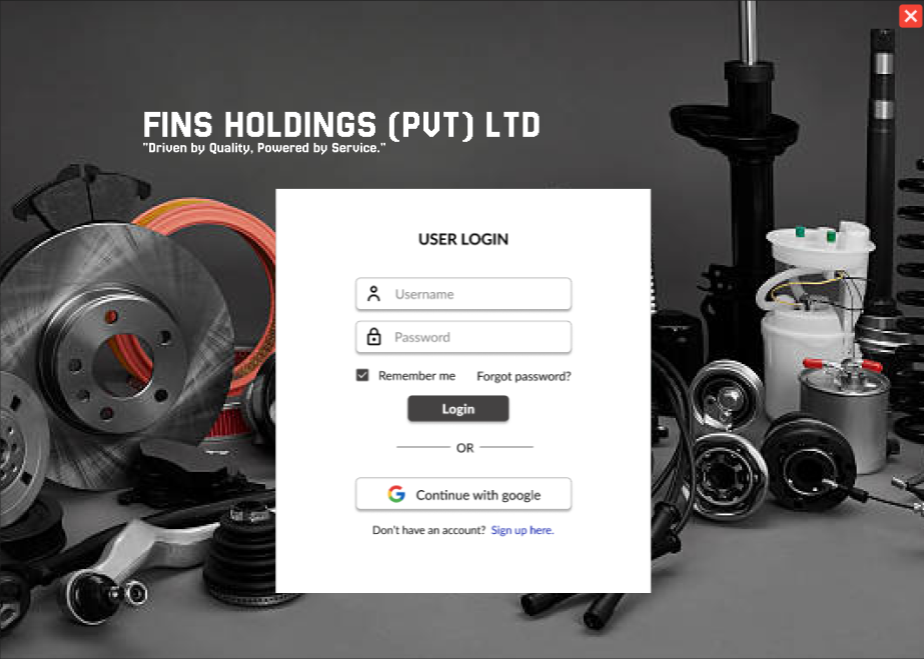 FINS HOLDINGS (PVT) LTD
"Driven by Quality, Powered by Service."
USER LOGIN
Username
Password
Remember me Forgot password?
Login
OR
Continue with google
Don't have an account? Sign up here.